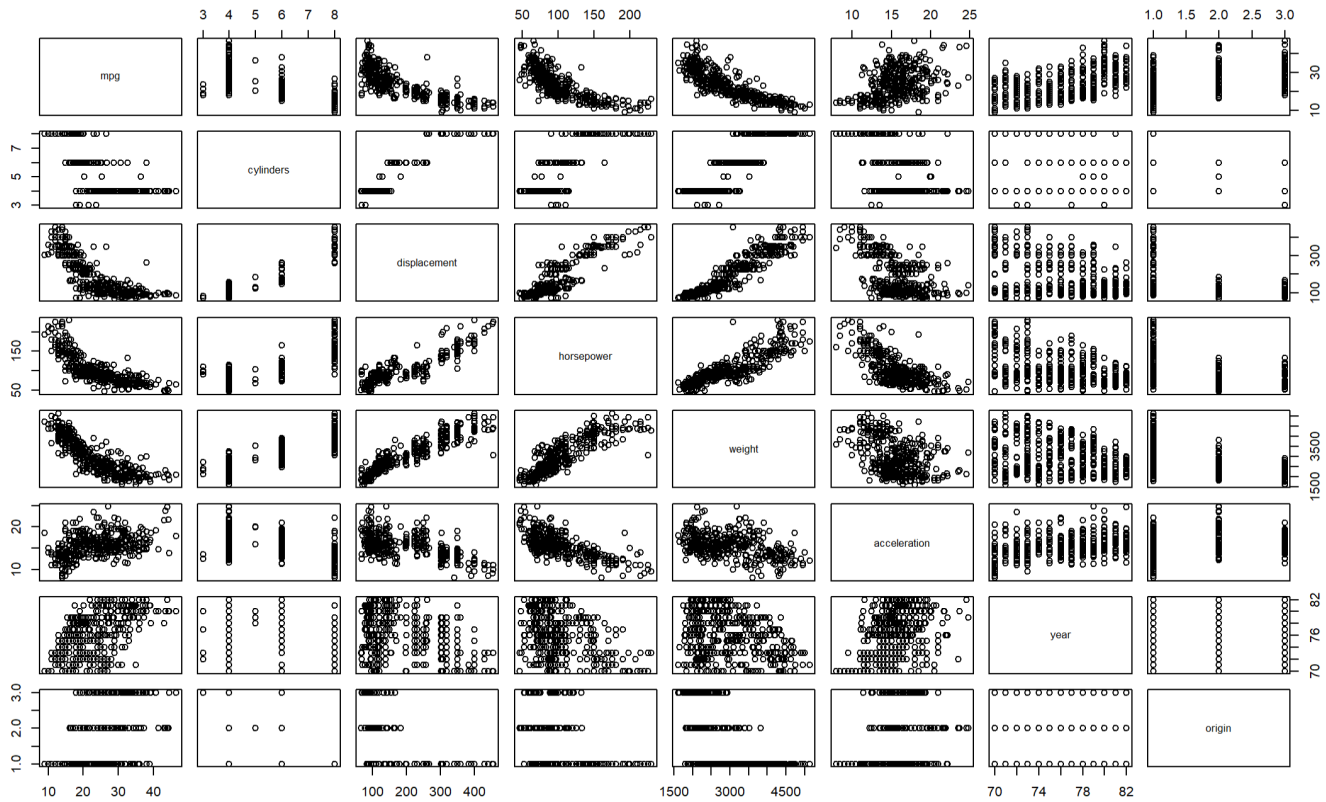 3 4 5 6 7 8 50 100 150 200 10 15 20 25 1.0 1.5 2.0 2.5 3.0
mpg 10 30
3 5 7 cylinders
displacement 100 300
50 150 horsepower
weight 1500 3500
10 20 acceleration
year 70 76 82
1.0 2.0 3.0 origin
10 20 30 40 100 200 300 400 1500 3000 4500 70 74 78 82